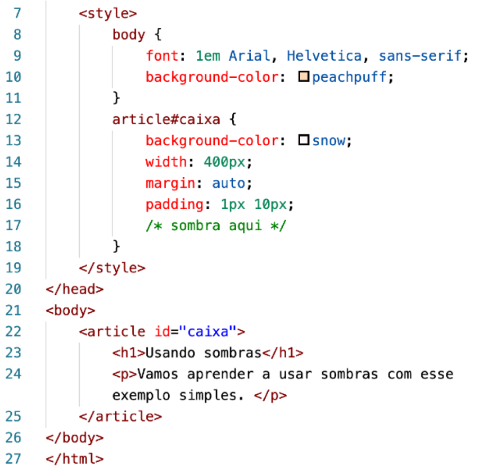 7 <style>
8 body {
9 font: 1em Arial, Helvetica, sans-serif;
10 background-color: peachpuff;
11 }
12 article#caixa {
13 background-color: snow;
14 width: 400px;
15 margin: auto;
16 padding: 1px 10px;
17 /* sombra aqui */
18 }
19 </style>
20 </head>
21 <body>
22 <article id="caixa">
23 <h1>Usando sombras</h1>
24 <p>Vamos aprender a usar sombras com esse
exemplo simples. </p>
25 </article>
26 </body>
27 </html>